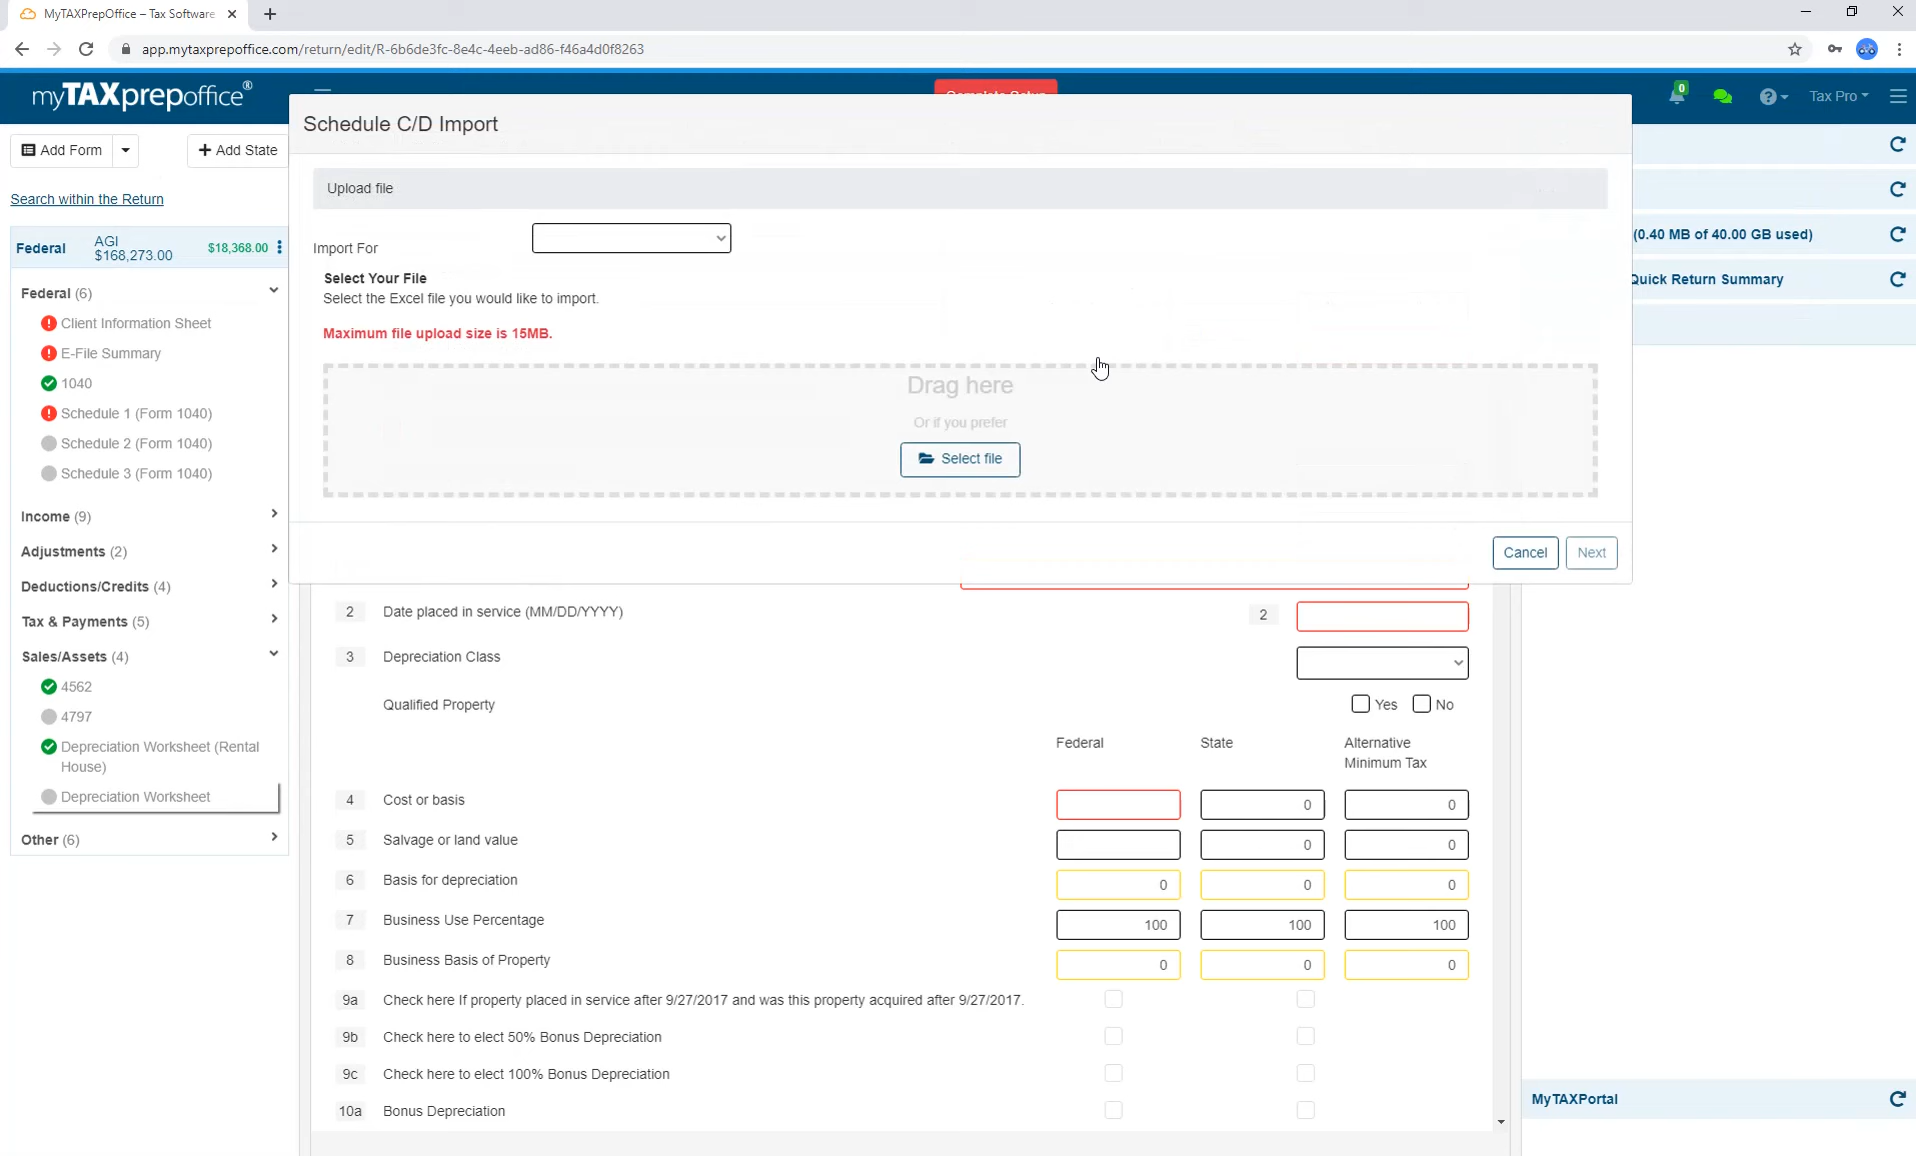 MyTAXPrepOffice – Tax Software
app.mytaxprepoffice.com/return/edit/R-6b6de3fc-8e4c-4eeb-ad86-f46a4d0f8263
myTAXprepoffice®
Complete Setup
0
Tax Pro
Add Form
+ Add State
Search within the Return
Federal AGI $168,273.00 $18,368.00
Federal (6)
Client Information Sheet
E-File Summary
1040
Schedule 1 (Form 1040)
Schedule 2 (Form 1040)
Schedule 3 (Form 1040)
Income (9)
Adjustments (2)
Deductions/Credits (4)
Tax & Payments (5)
Sales/Assets (4)
4562
4797
Depreciation Worksheet (Rental
House)
Depreciation Worksheet
Other (6)
Schedule C/D Import
Upload file
Import For
Select Your File
Select the Excel file you would like to import.
Maximum file upload size is 15MB.
Drag here
Or if you prefer
Select file
Cancel Next
2 Date placed in service (MM/DD/YYYY) 2
3 Depreciation Class
Qualified Property Yes No
Federal State Alternative
Minimum Tax
4 Cost or basis 0 0
5 Salvage or land value 0 0
6 Basis for depreciation 0 0 0
7 Business Use Percentage 100 100 100
8 Business Basis of Property 0 0 0
9a Check here If property placed in service after 9/27/2017 and was this property acquired after 9/27/2017.
9b Check here to elect 50% Bonus Depreciation
9c Check here to elect 100% Bonus Depreciation
10a Bonus Depreciation
(0.40 MB of 40.00 GB used)
Quick Return Summary
MyTAXPortal